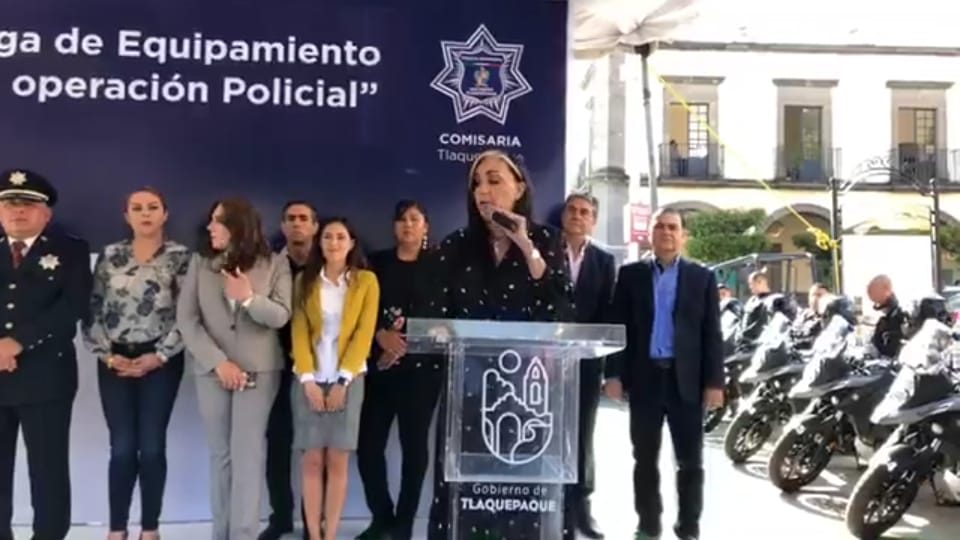 ga de Equipamiento
operación Policial”
COMISARIA
Tlaque
Gobierno de
TLAQUEPAQUE